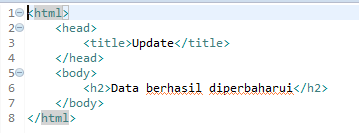 1 <html>
2 <head>
3 <title>Update</title>
4 </head>
5 <body>
6 <h2>Data berhasil diperbaharui</h2>
7 </body>
8 </html>